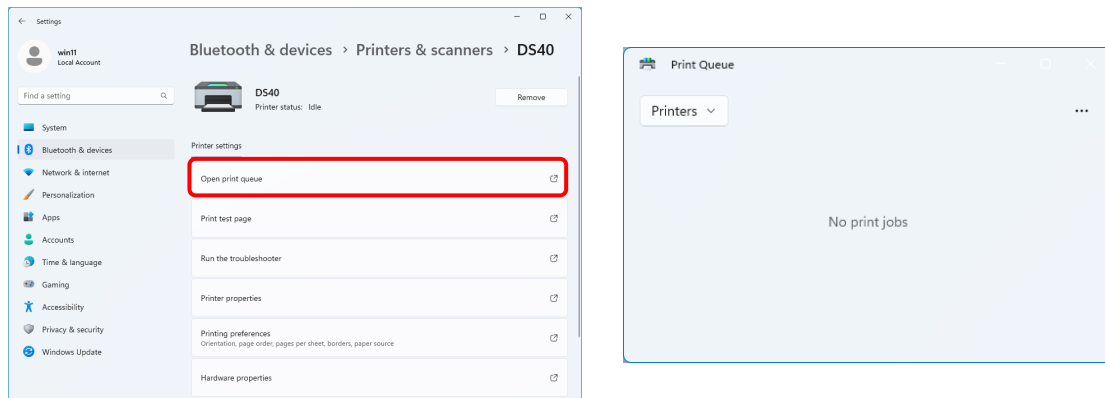 Settings
win11
Local Account
Find a setting
System
Bluetooth & devices
Network & internet
Personalization
Apps
Accounts
Time & language
Gaming
Accessibility
Privacy & security
Windows Update
Bluetooth & devices > Printers & scanners > DS40
DS40
Printer status: Idle
Remove
Printer settings
Open print queue
Print test page
Run the troubleshooter
Printer properties
Printing preferences
Orientation, page order, pages per sheet, borders, paper source
Hardware properties
Print Queue
Printers
No print jobs